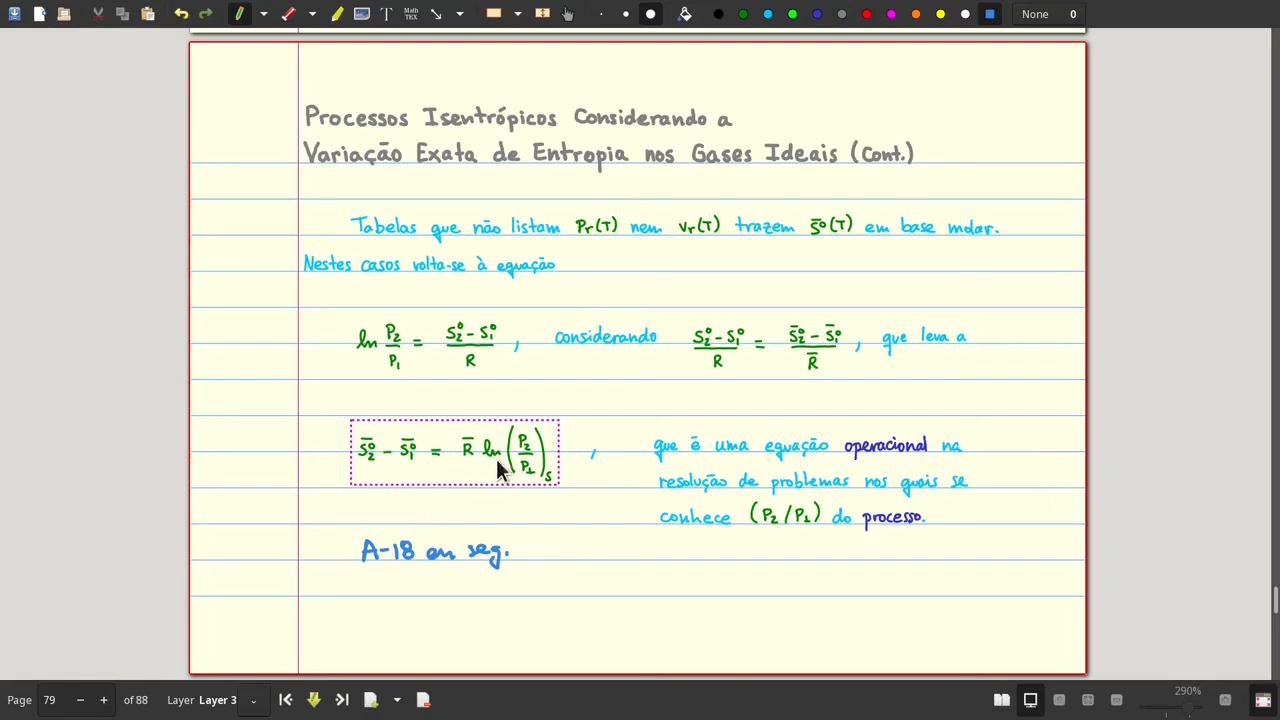 T Math TEX None 0
Processos Isentrópicos Considerando a
Variação Exata de Entropia nos Gases Ideais (Cont.)
Tabelas que não listam Pr(T) nem vr(T) trazem s̄°(T) em base molar.
Nestes casos volta-se à equação
ln P₂/P₁ = (s₂° − s₁°)/R , considerando (s₂° − s₁°)/R = (s̄₂° − s̄₁°)/R̄ , que leva a
s̄₂° − s̄₁° = R̄ ln(P₂/P₁)s , que é uma equação operacional na
resolução de problemas nos quais se
conhece (P₂/P₁) do processo.
A-18 em seg.
Page 79 − + of 88 Layer Layer 3 290%